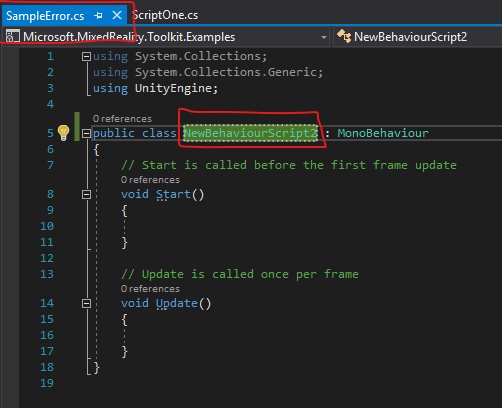 SampleError.cs ScriptOne.cs
Microsoft.MixedReality.Toolkit.Examples NewBehaviourScript2
1 using System.Collections;
2 using System.Collections.Generic;
3 using UnityEngine;
4
0 references
5 public class NewBehaviourScript2 : MonoBehaviour
6 {
7 // Start is called before the first frame update
0 references
8 void Start()
9 {
10
11 }
12
13 // Update is called once per frame
0 references
14 void Update()
15 {
16
17 }
18 }
19